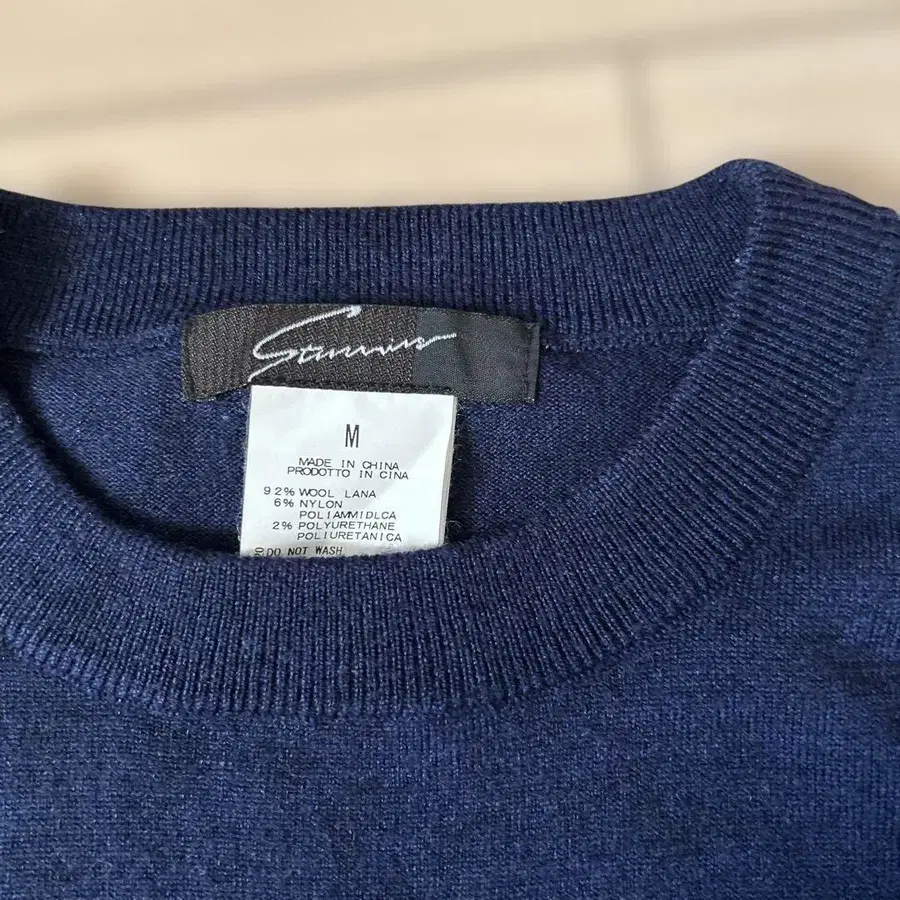 M
MADE IN CHINA
PRODOTTO IN CINA
92% WOOL LANA
6% NYLON
POLIAMMIDLCA
2% POLYURETHANE
POLIURETANICA
DO NOT WASH